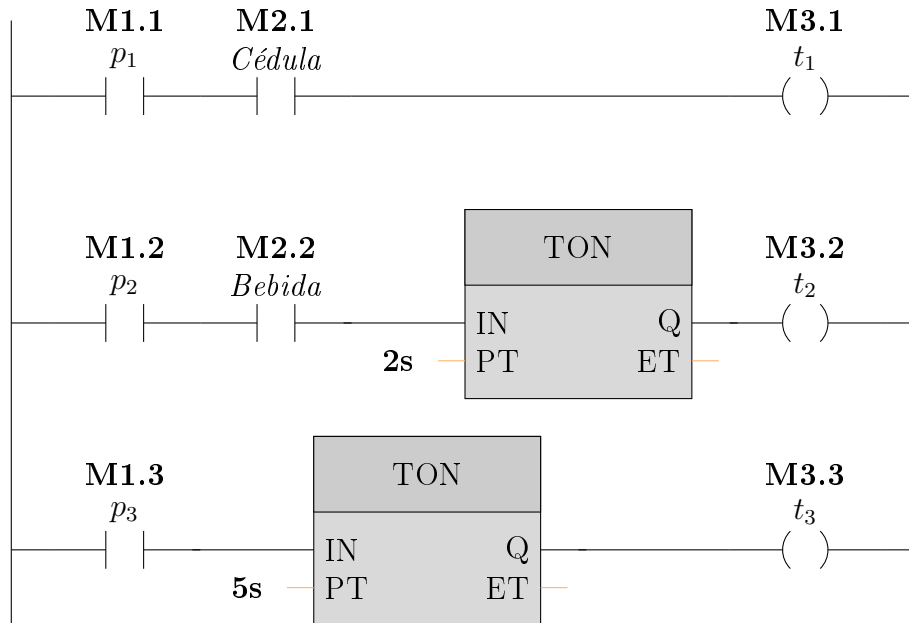 M1.1 M2.1 M3.1
p₁ Cédula t₁
TON
M1.2 M2.2 M3.2
p₂ Bebida t₂
IN Q
2s PT ET
TON
M1.3 M3.3
p₃ t₃
IN Q
5s PT ET